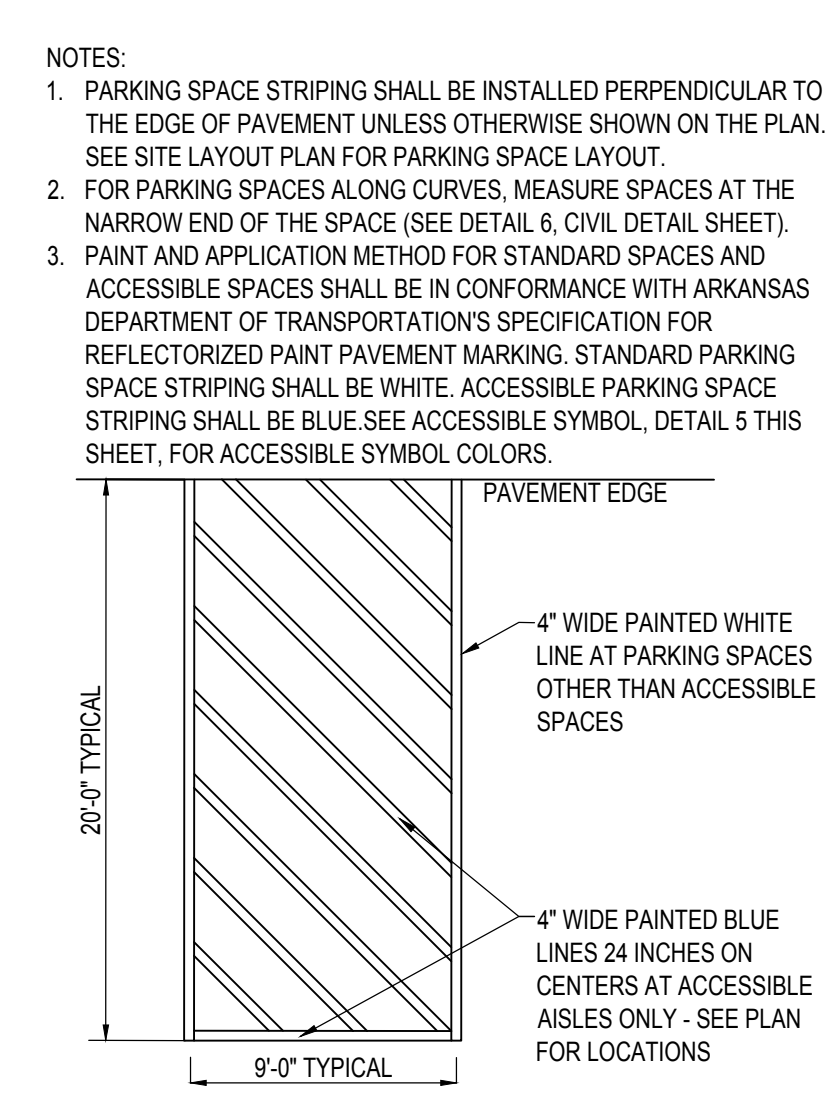 NOTES:
1. PARKING SPACE STRIPING SHALL BE INSTALLED PERPENDICULAR TO
THE EDGE OF PAVEMENT UNLESS OTHERWISE SHOWN ON THE PLAN.
SEE SITE LAYOUT PLAN FOR PARKING SPACE LAYOUT.
2. FOR PARKING SPACES ALONG CURVES, MEASURE SPACES AT THE
NARROW END OF THE SPACE (SEE DETAIL 6, CIVIL DETAIL SHEET).
3. PAINT AND APPLICATION METHOD FOR STANDARD SPACES AND
ACCESSIBLE SPACES SHALL BE IN CONFORMANCE WITH ARKANSAS
DEPARTMENT OF TRANSPORTATION'S SPECIFICATION FOR
REFLECTORIZED PAINT PAVEMENT MARKING. STANDARD PARKING
SPACE STRIPING SHALL BE WHITE. ACCESSIBLE PARKING SPACE
STRIPING SHALL BE BLUE.SEE ACCESSIBLE SYMBOL, DETAIL 5 THIS
SHEET, FOR ACCESSIBLE SYMBOL COLORS.
PAVEMENT EDGE
4" WIDE PAINTED WHITE
LINE AT PARKING SPACES
OTHER THAN ACCESSIBLE
SPACES
20'-0" TYPICAL
4" WIDE PAINTED BLUE
LINES 24 INCHES ON
CENTERS AT ACCESSIBLE
AISLES ONLY - SEE PLAN
FOR LOCATIONS
9'-0" TYPICAL